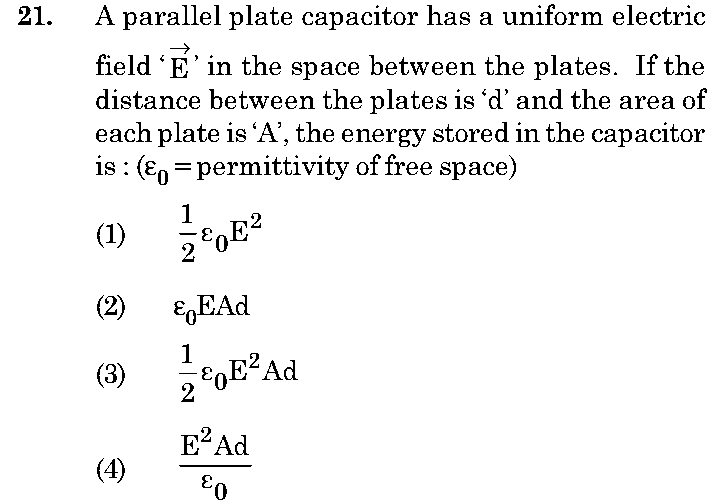 21. A parallel plate capacitor has a uniform electric
field ‘E⃗’ in the space between the plates. If the
distance between the plates is ‘d’ and the area of
each plate is ‘A’, the energy stored in the capacitor
is : (ε₀ = permittivity of free space)
(1) 1/2 ε₀E²
(2) ε₀EAd
(3) 1/2 ε₀E²Ad
(4) E²Ad/ε₀